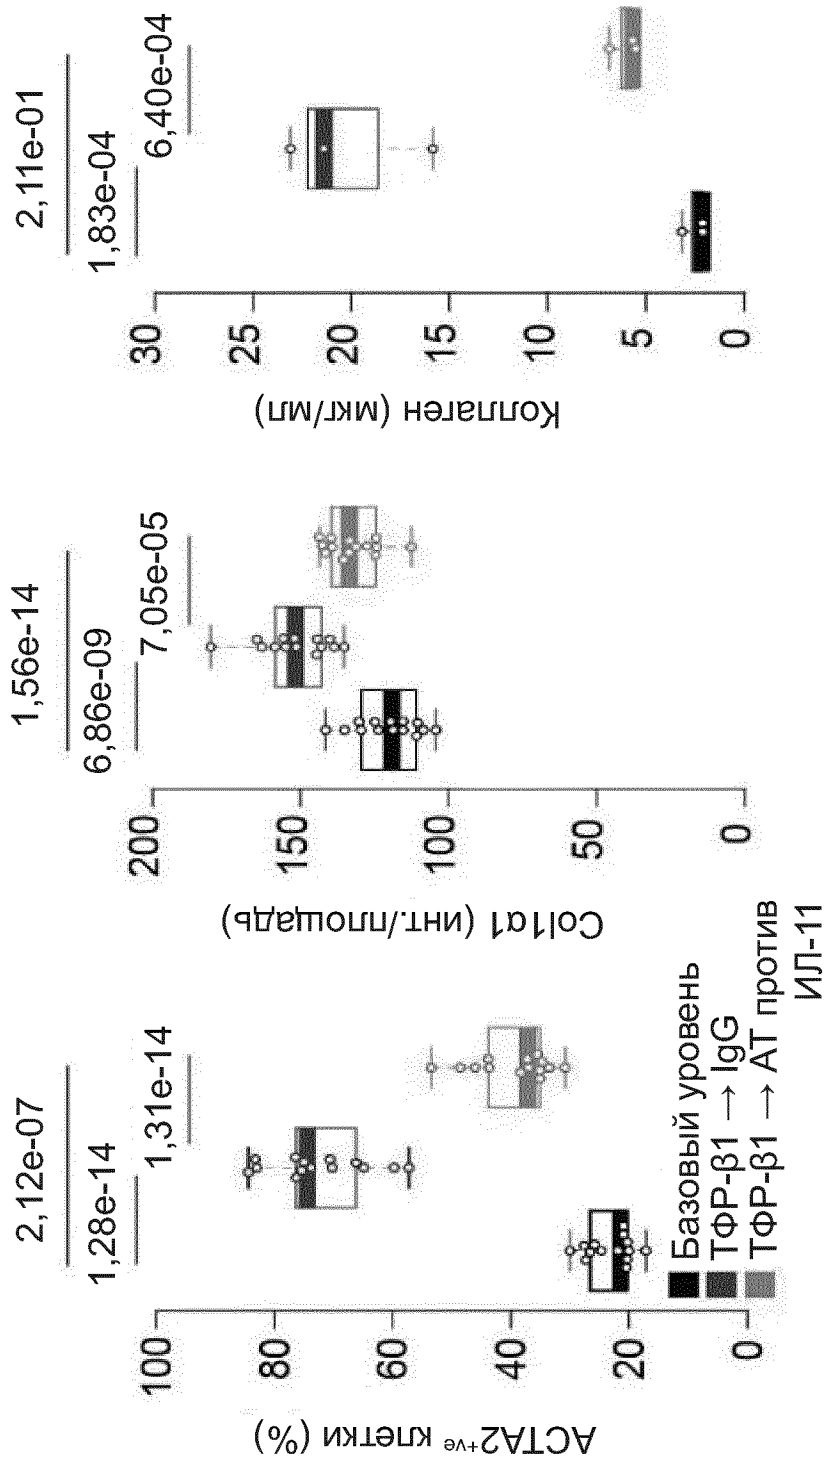 ACTA2⁺ᵛᵉ клетки (%)
100
80
60
40
20
0
2,12e-07
1,28e-14
1,31e-14
Базовый уровень
ТФР-β1 → IgG
ТФР-β1 → АТ против
ИЛ-11
Col1α1 (инт./площадь)
200
150
100
50
0
1,56e-14
6,86e-09
7,05e-05
Коллаген (мкг/мл)
30
25
20
15
10
5
0
2,11e-01
1,83e-04
6,40e-04